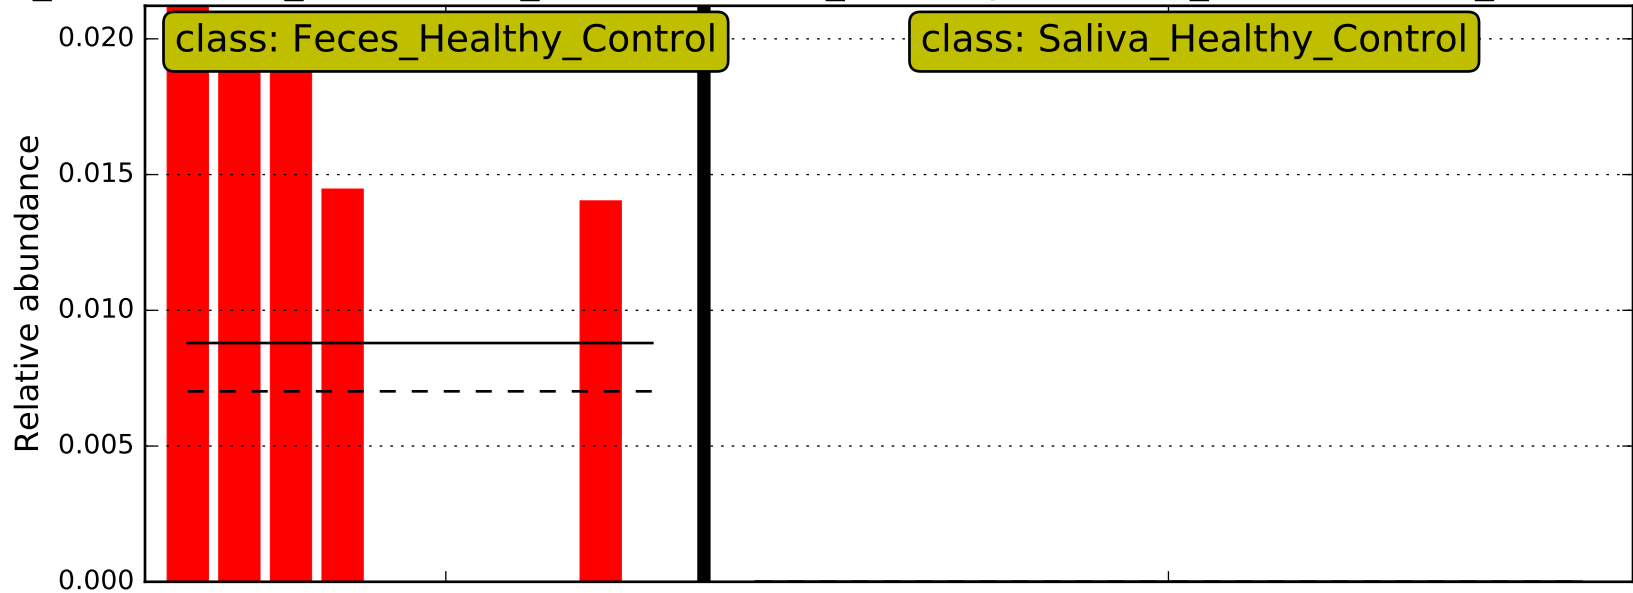 class: Feces_Healthy_Control
class: Saliva_Healthy_Control
Relative abundance
0.020
0.015
0.010
0.005
0.000